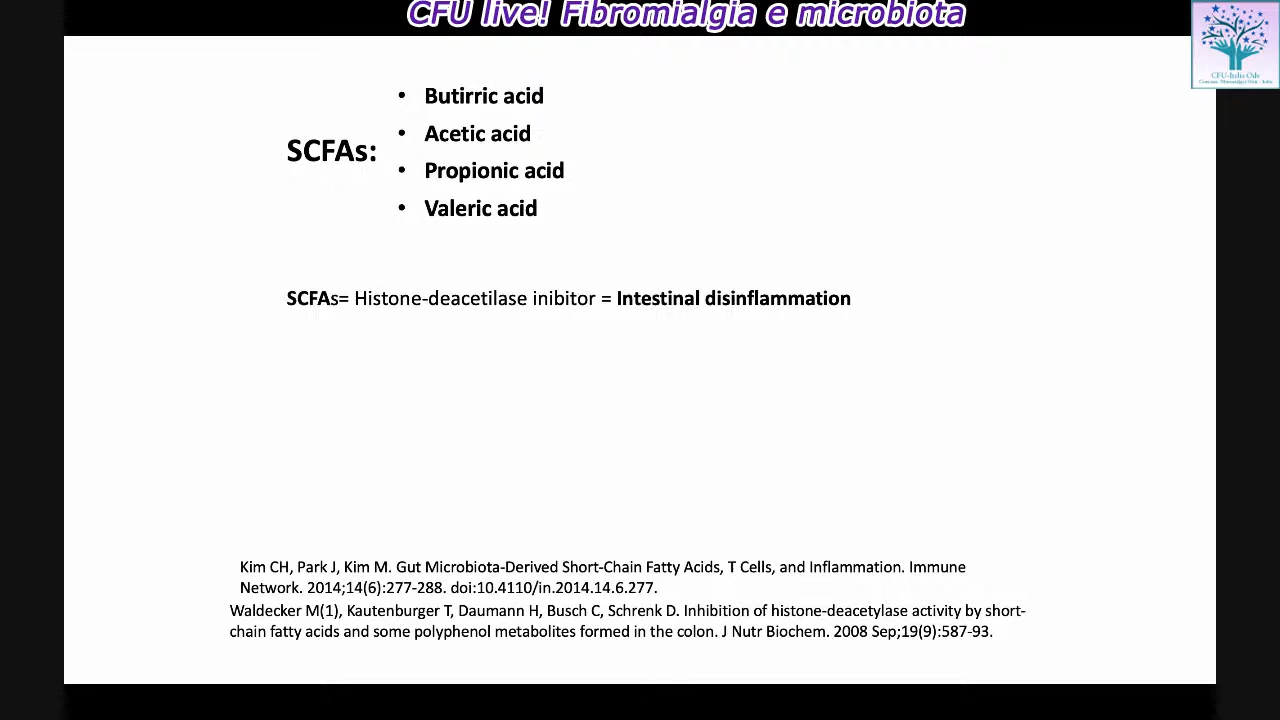 CFU live! Fibromialgia e microbiota
CFU-Italia Odv
SCFAs:
• Butirric acid
• Acetic acid
• Propionic acid
• Valeric acid
SCFAs= Histone-deacetilase inibitor = Intestinal disinflammation
Kim CH, Park J, Kim M. Gut Microbiota-Derived Short-Chain Fatty Acids, T Cells, and Inflammation. Immune
Network. 2014;14(6):277-288. doi:10.4110/in.2014.14.6.277.
Waldecker M(1), Kautenburger T, Daumann H, Busch C, Schrenk D. Inhibition of histone-deacetylase activity by short-
chain fatty acids and some polyphenol metabolites formed in the colon. J Nutr Biochem. 2008 Sep;19(9):587-93.